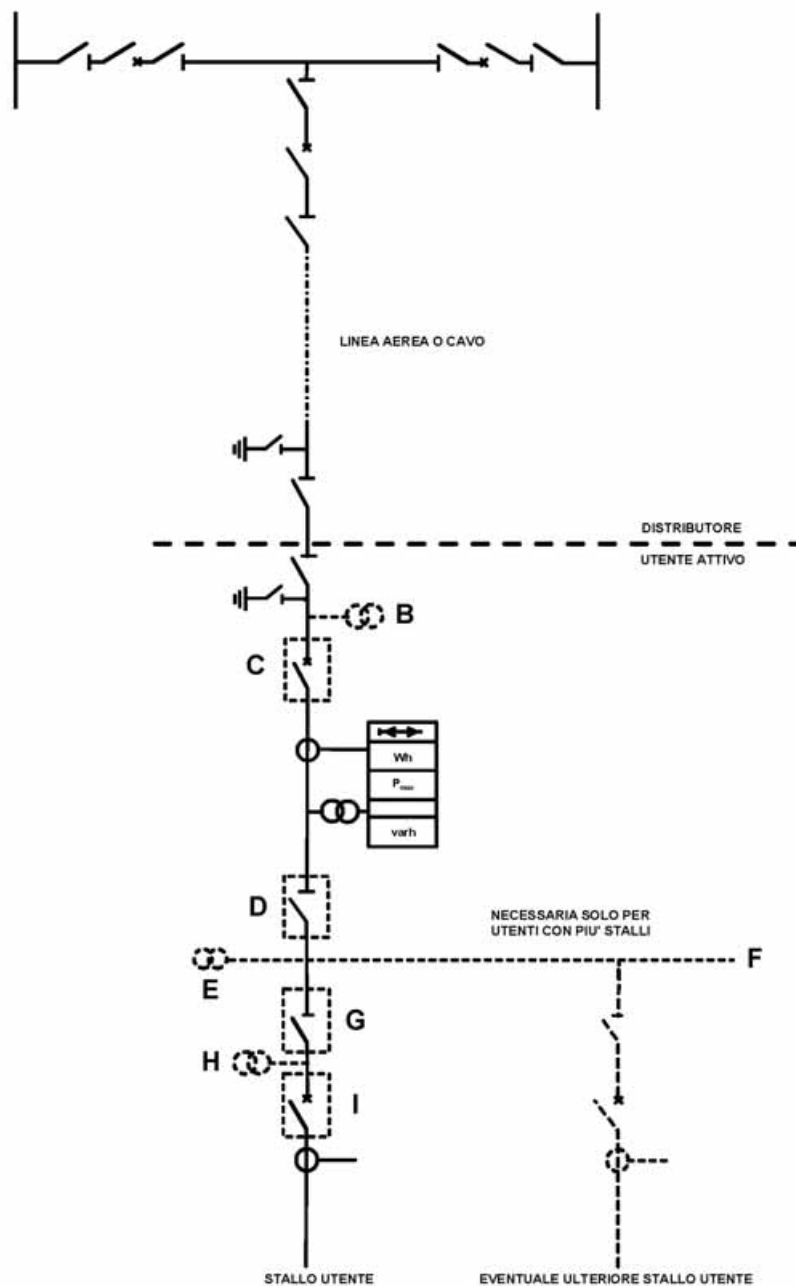 LINEA AEREA O CAVO
DISTRIBUTORE
UTENTE ATTIVO
B
C
Wh
Pmax
varh
D
NECESSARIA SOLO PER
UTENTI CON PIU' STALLI
F
E
G
H
I
STALLO UTENTE
EVENTUALE ULTERIORE STALLO UTENTE